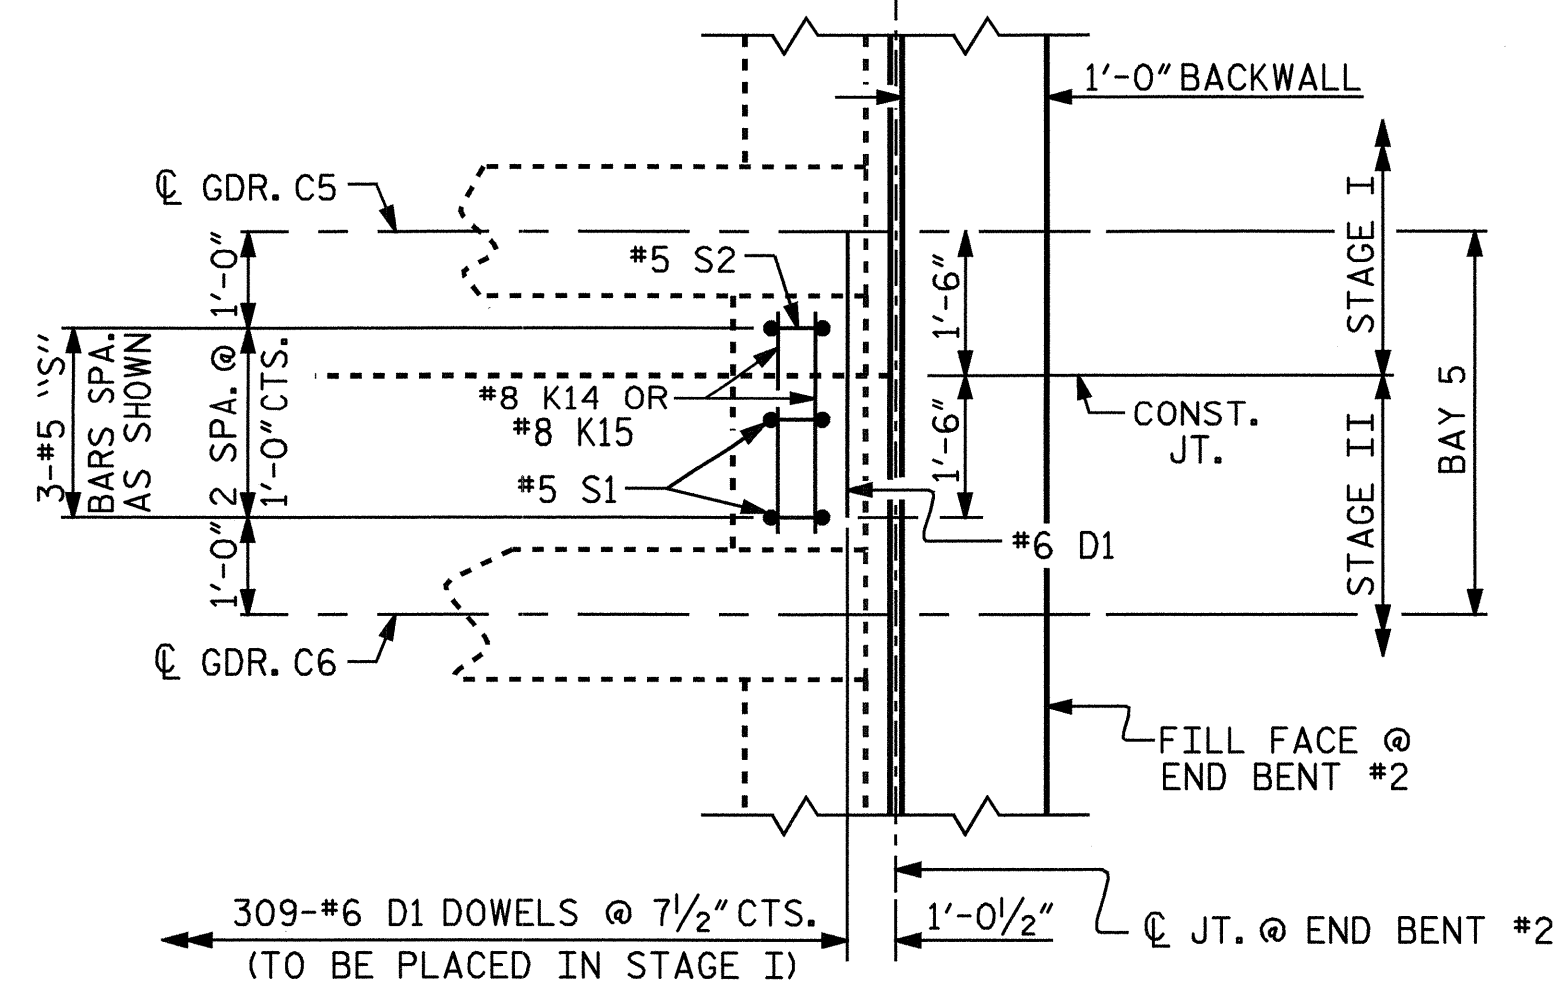 1'-0" BACKWALL
℄ GDR. C5
#5 S2
1'-0"
1'-6"
STAGE I
3-#5 "S"
BARS SPA.
AS SHOWN
2 SPA. @
1'-0" CTS.
#8 K14 OR
#8 K15
1'-6"
CONST.
JT.
BAY 5
#5 S1
#6 D1
STAGE II
1'-0"
℄ GDR. C6
FILL FACE @
END BENT #2
309-#6 D1 DOWELS @ 7½" CTS.
(TO BE PLACED IN STAGE I)
1'-0½"
℄ JT. @ END BENT #2